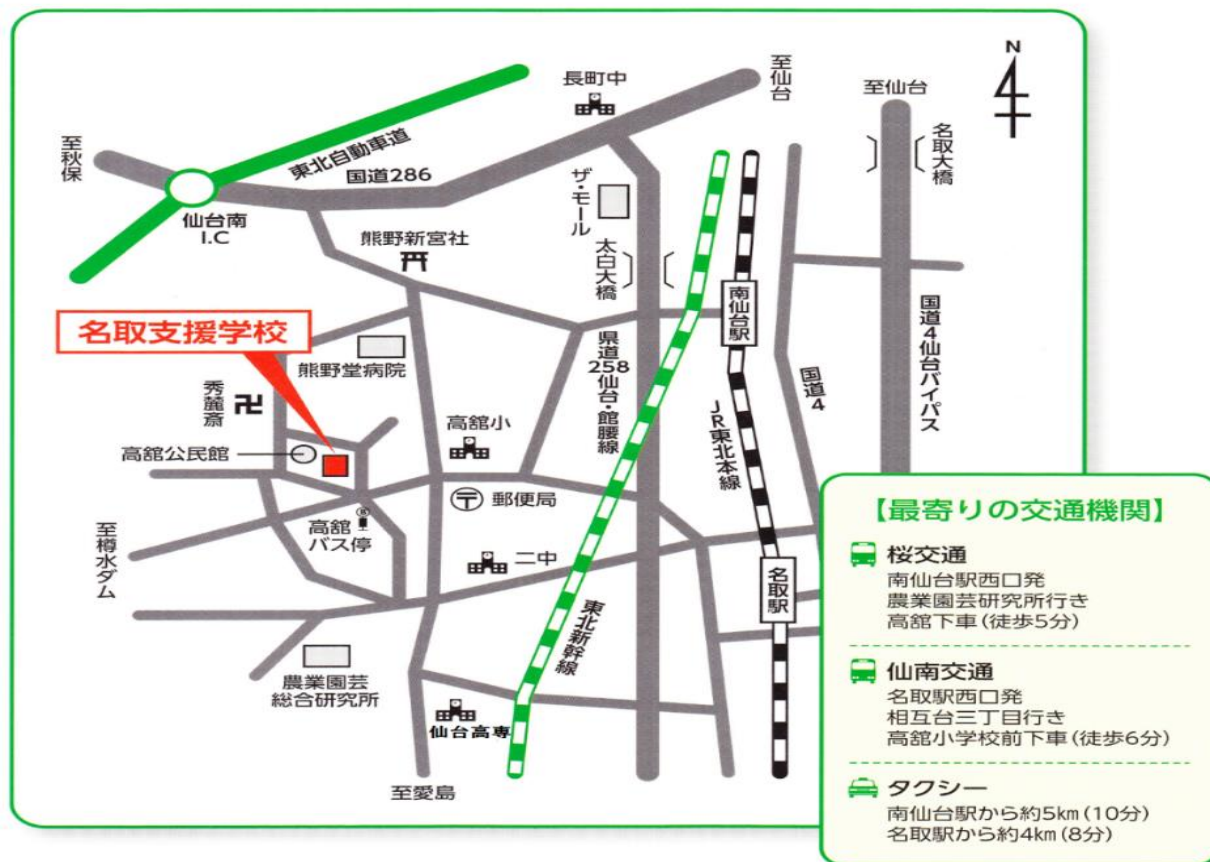 N
至仙台
長町中
至仙台
至秋保
東北自動車道
国道286
名取大橋
仙台南
I.C
ザ・モール
熊野新宮社
太白大橋
南仙台駅
国道4仙台バイパス
名取支援学校
熊野堂病院
県道258仙台・館腰線
国道4
秀麓斎
JR東北本線
高舘小
高舘公民館
郵便局
高舘
バス停
至樽水ダム
二中
名取駅
東北新幹線
農業園芸
総合研究所
仙台高専
至愛島
【最寄りの交通機関】
桜交通
南仙台駅西口発
農業園芸研究所行き
高舘下車(徒歩5分)
仙南交通
名取駅西口発
相互台三丁目行き
高舘小学校前下車(徒歩6分)
タクシー
南仙台駅から約5km(10分)
名取駅から約4km(8分)